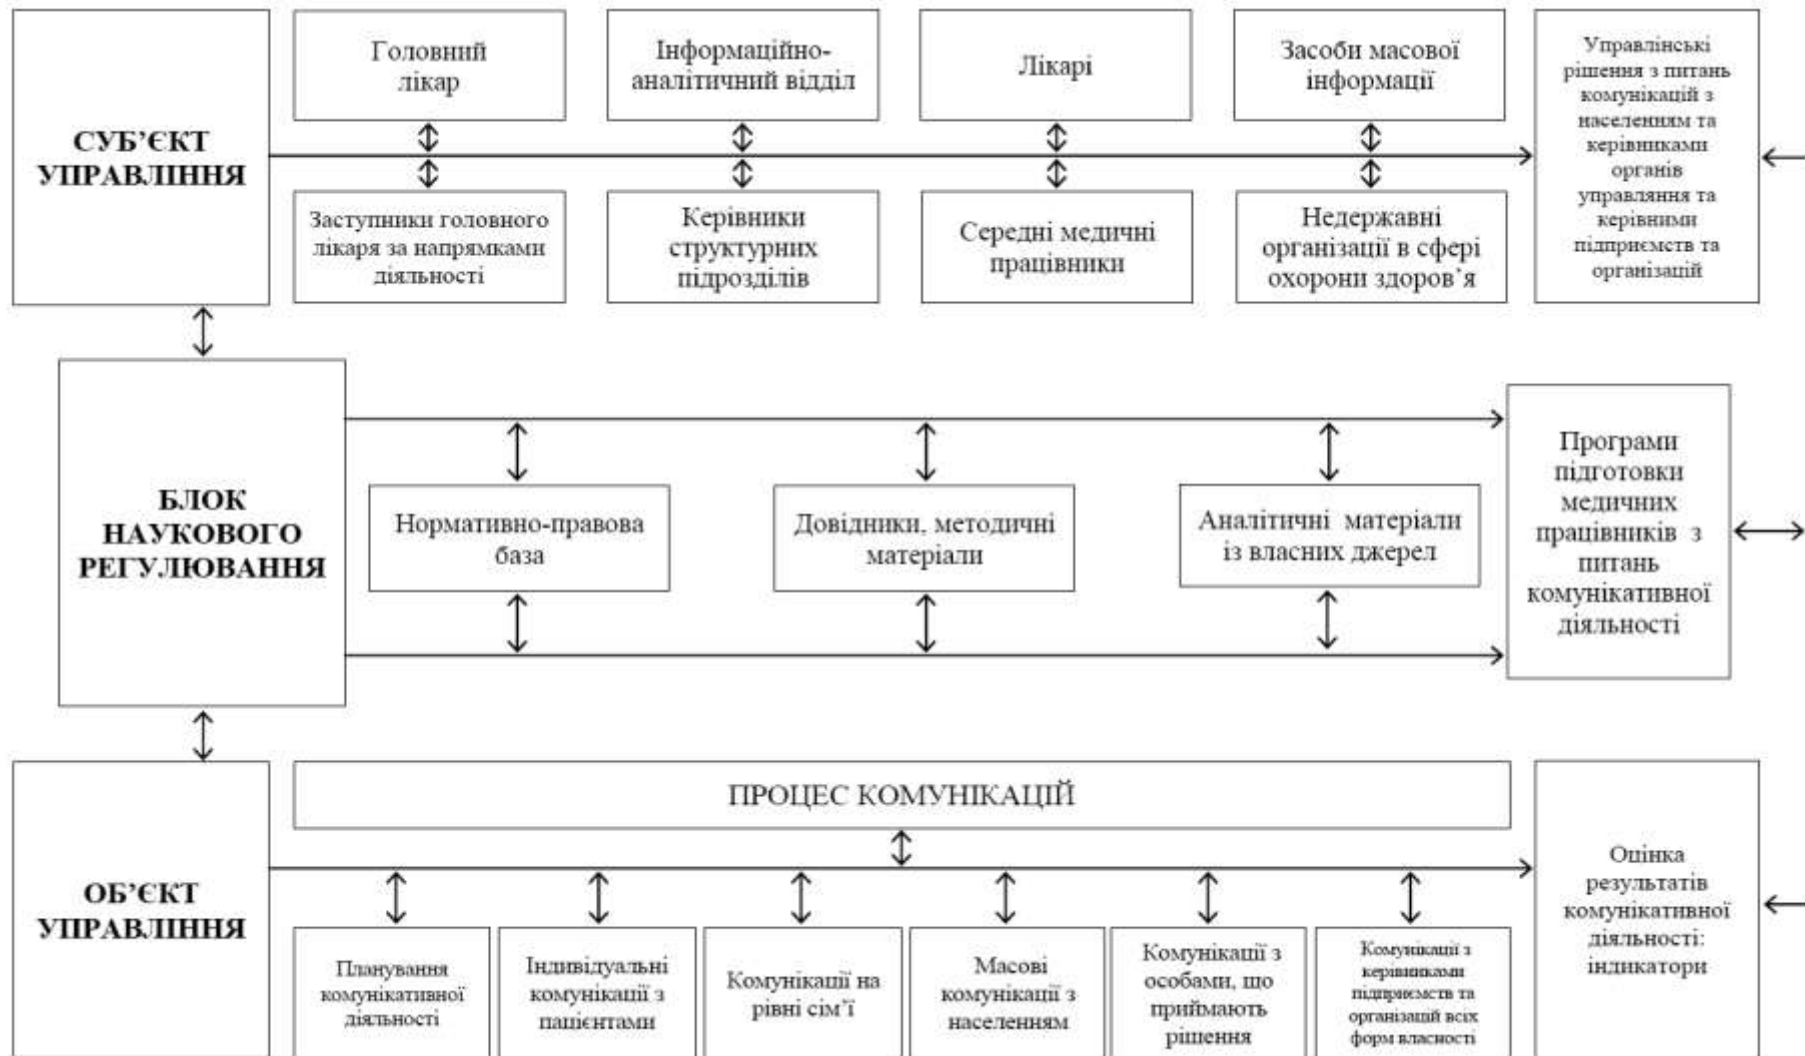 СУБ’ЄКТ
УПРАВЛІННЯ
Головний
лікар
Інформаційно-
аналітичний відділ
Лікарі
Засоби масової
інформації
Заступники головного
лікаря за напрямками
діяльності
Керівники
структурних
підрозділів
Середні медичні
працівники
Недержавні
організації в сфері
охорони здоров’я
Управлінські
рішення з питань
комунікацій з
населенням та
керівниками
органів
управляння та
керівними
підприємств та
організацій
БЛОК
НАУКОВОГО
РЕГУЛЮВАННЯ
Нормативно-правова
база
Довідники, методичні
матеріали
Аналітичні матеріали
із власних джерел
Програми
підготовки
медичних
працівників з
питань
комунікативної
діяльності
ОБ’ЄКТ
УПРАВЛІННЯ
ПРОЦЕС КОМУНІКАЦІЙ
Планування
комунікативної
діяльності
Індивідуальні
комунікації з
пацієнтами
Комунікації на
рівні сім’ї
Масові
комунікації з
населенням
Комунікації з
особами, що
приймають
рішення
Комунікації з
керівниками
підприємств та
організацій всіх
форм власності
Оцінка
результатів
комунікативної
діяльності:
індикатори